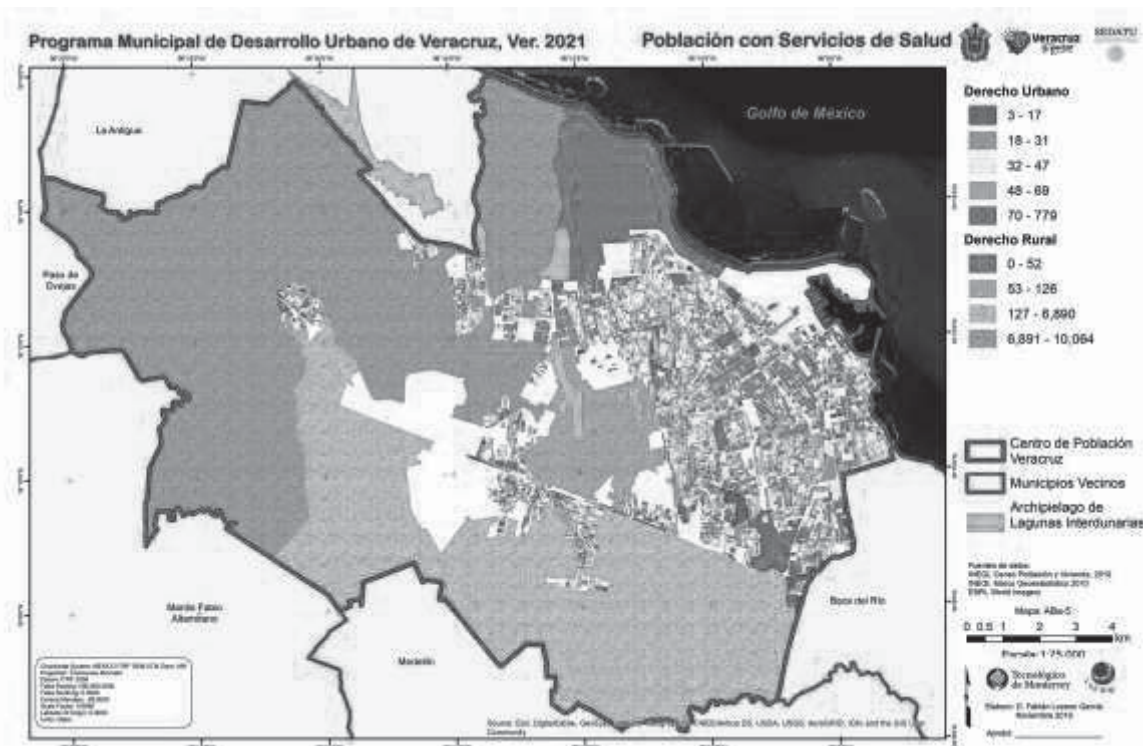 Programa Municipal de Desarrollo Urbano de Veracruz, Ver. 2021
Población con Servicios de Salud
Veracruz
SEDATU
Golfo de México
La Antigua
Paso de
Ovejas
Manlio Fabio
Altamirano
Medellín
Boca del Río
Derecho Urbano
3 - 17
18 - 31
32 - 47
48 - 69
70 - 779
Derecho Rural
0 - 52
53 - 126
127 - 6,890
6,891 - 10,064
Centro de Población
Veracruz
Municipios Vecinos
Archipielago de
Lagunas Interdunarias
Fuentes de datos:
INEGI, Censo Población y Vivienda, 2010
INEGI, Marco Geoestadístico 2010
ESRI, World Imagery
Mapa: ABe-5
0 0.5 1 2 3 4
km
Escala 1:75,000
Tecnológico
de Monterrey
Elaboró: D. Fabián Lozano García
Noviembre 2019
Aprobó: